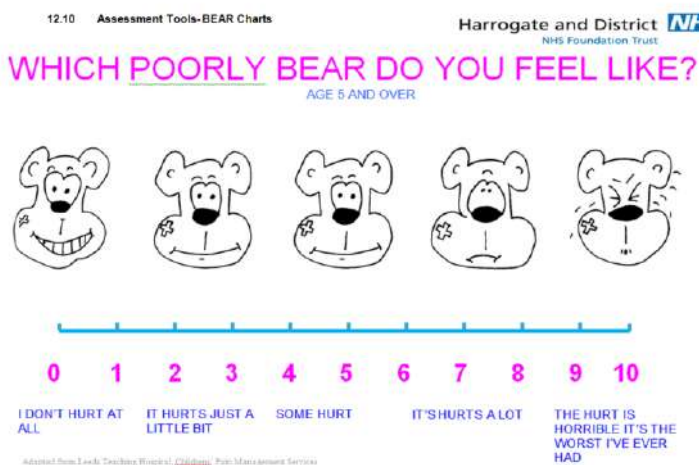 12.10 Assessment Tools-BEAR Charts
Harrogate and District NH
NHS Foundation Trust
WHICH POORLY BEAR DO YOU FEEL LIKE?
AGE 5 AND OVER
0 1 2 3 4 5 6 7 8 9 10
I DON'T HURT AT
ALL
IT HURTS JUST A
LITTLE BIT
SOME HURT
IT'S HURTS A LOT
THE HURT IS
HORRIBLE IT'S THE
WORST I'VE EVER
HAD
Adapted from Leeds Teaching Hospital, Childrens' Pain Management Services